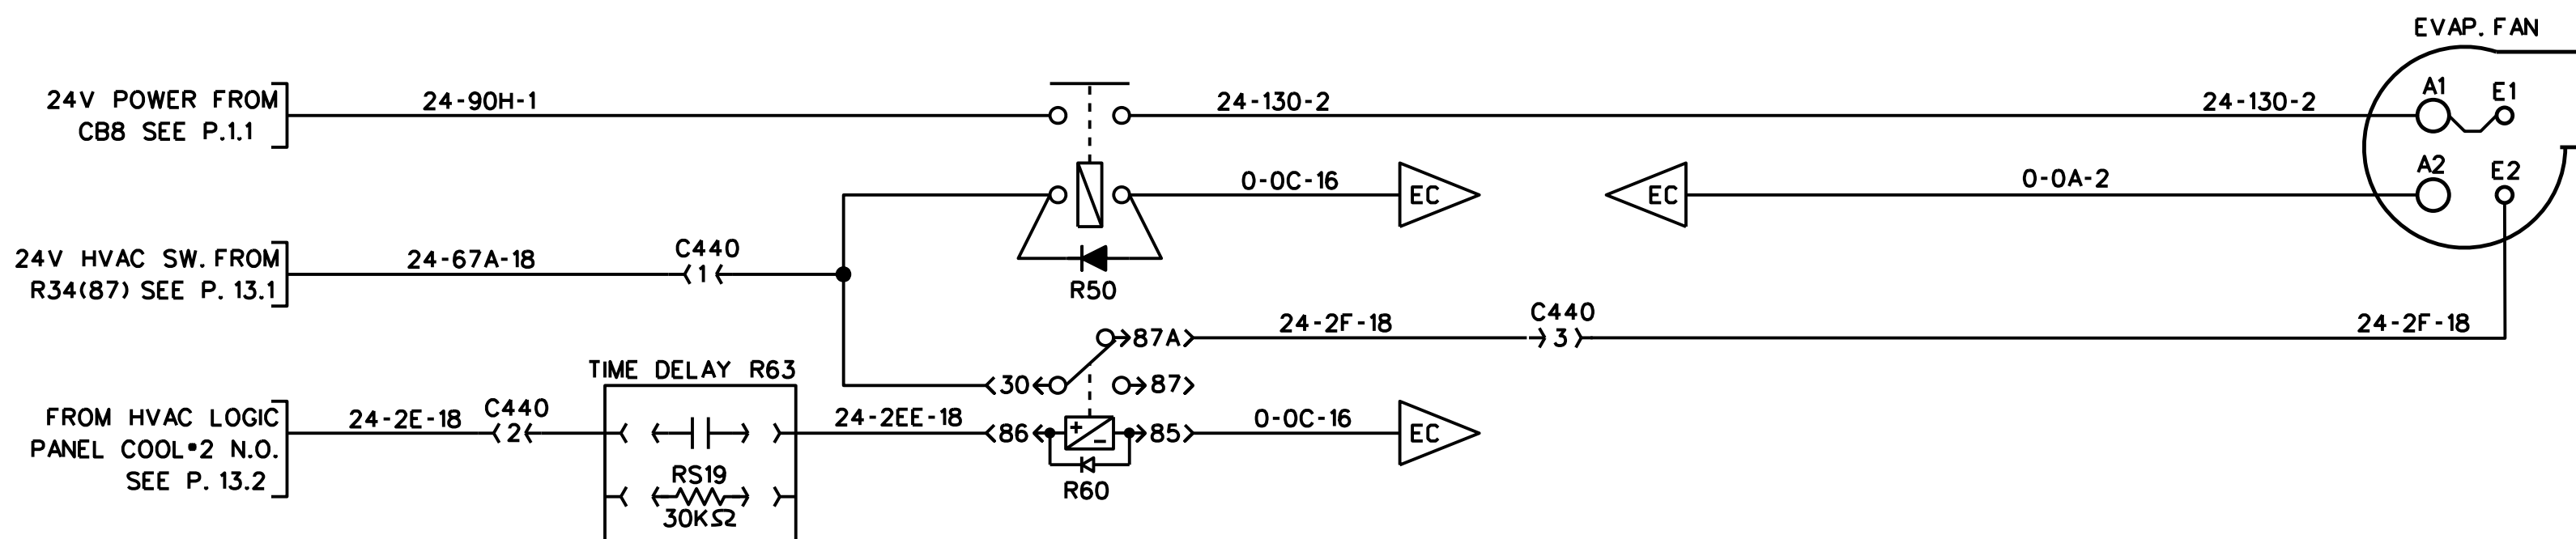 EVAP. FAN
24V POWER FROM
CB8 SEE P.1.1
24-90H-1
24-130-2
24-130-2
A1
E1
0-0C-16
EC
EC
0-0A-2
A2
E2
24V HVAC SW. FROM
R34(87) SEE P. 13.1
24-67A-18
C440
1
R50
87A
24-2F-18
C440
3
24-2F-18
30
87
TIME DELAY R63
FROM HVAC LOGIC
PANEL COOL#2 N.O.
SEE P. 13.2
24-2E-18
C440
2
24-2EE-18
86
+
-
85
0-0C-16
EC
RS19
30KΩ
R60